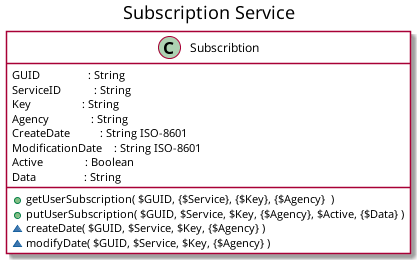 Subscription Service
C Subscribtion
GUID : String
ServiceID : String
Key : String
Agency : String
CreateDate : String ISO-8601
ModificationDate : String ISO-8601
Active : Boolean
Data : String
getUserSubscription( $GUID, {$Service}, {$Key}, {$Agency} )
putUserSubscription( $GUID, $Service, $Key, {$Agency}, $Active, {$Data} )
createDate( $GUID, $Service, $Key, {$Agency} )
modifyDate( $GUID, $Service, $Key, {$Agency} )